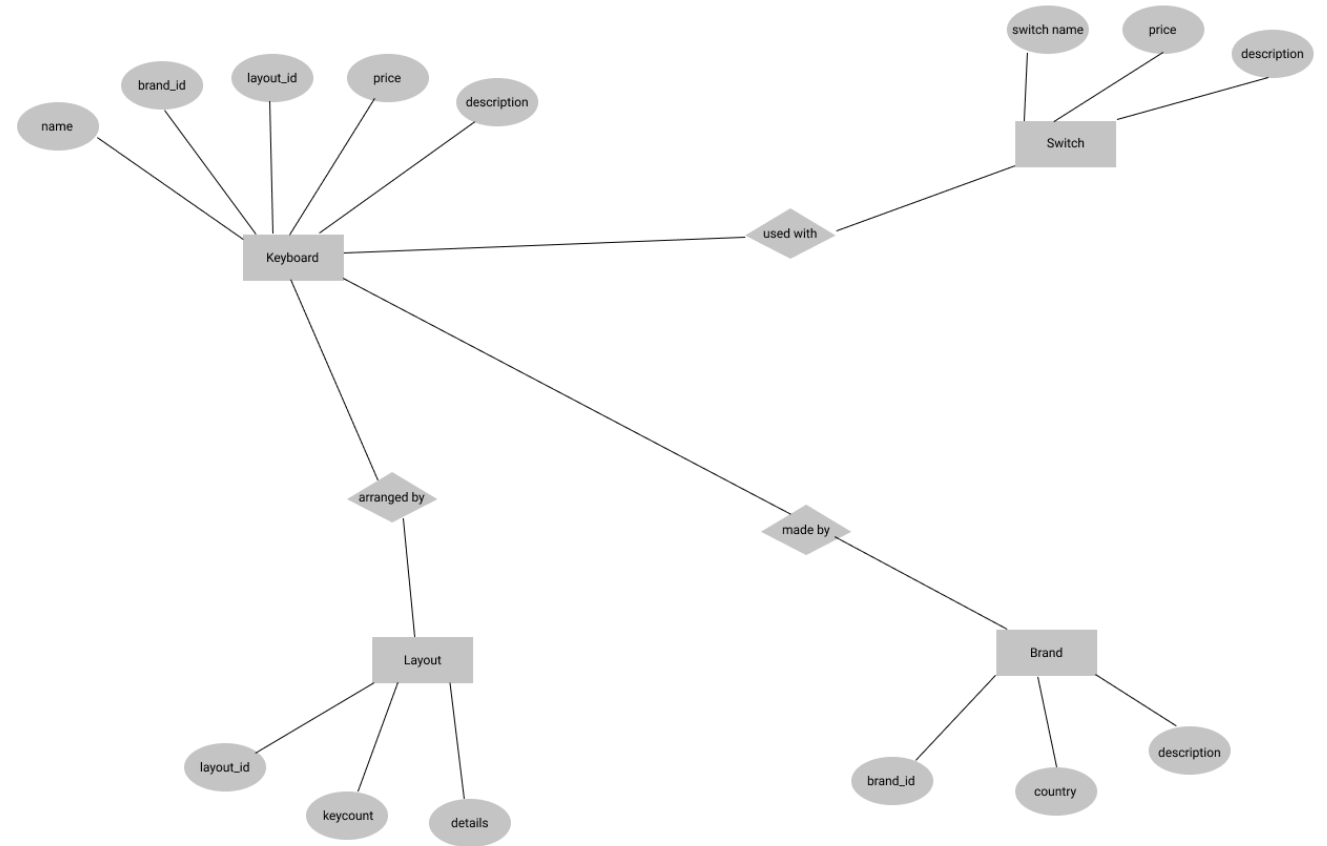 switch name
price
description
name
brand_id
layout_id
price
description
Switch
Keyboard
used with
arranged by
made by
Layout
Brand
layout_id
keycount
details
brand_id
country
description